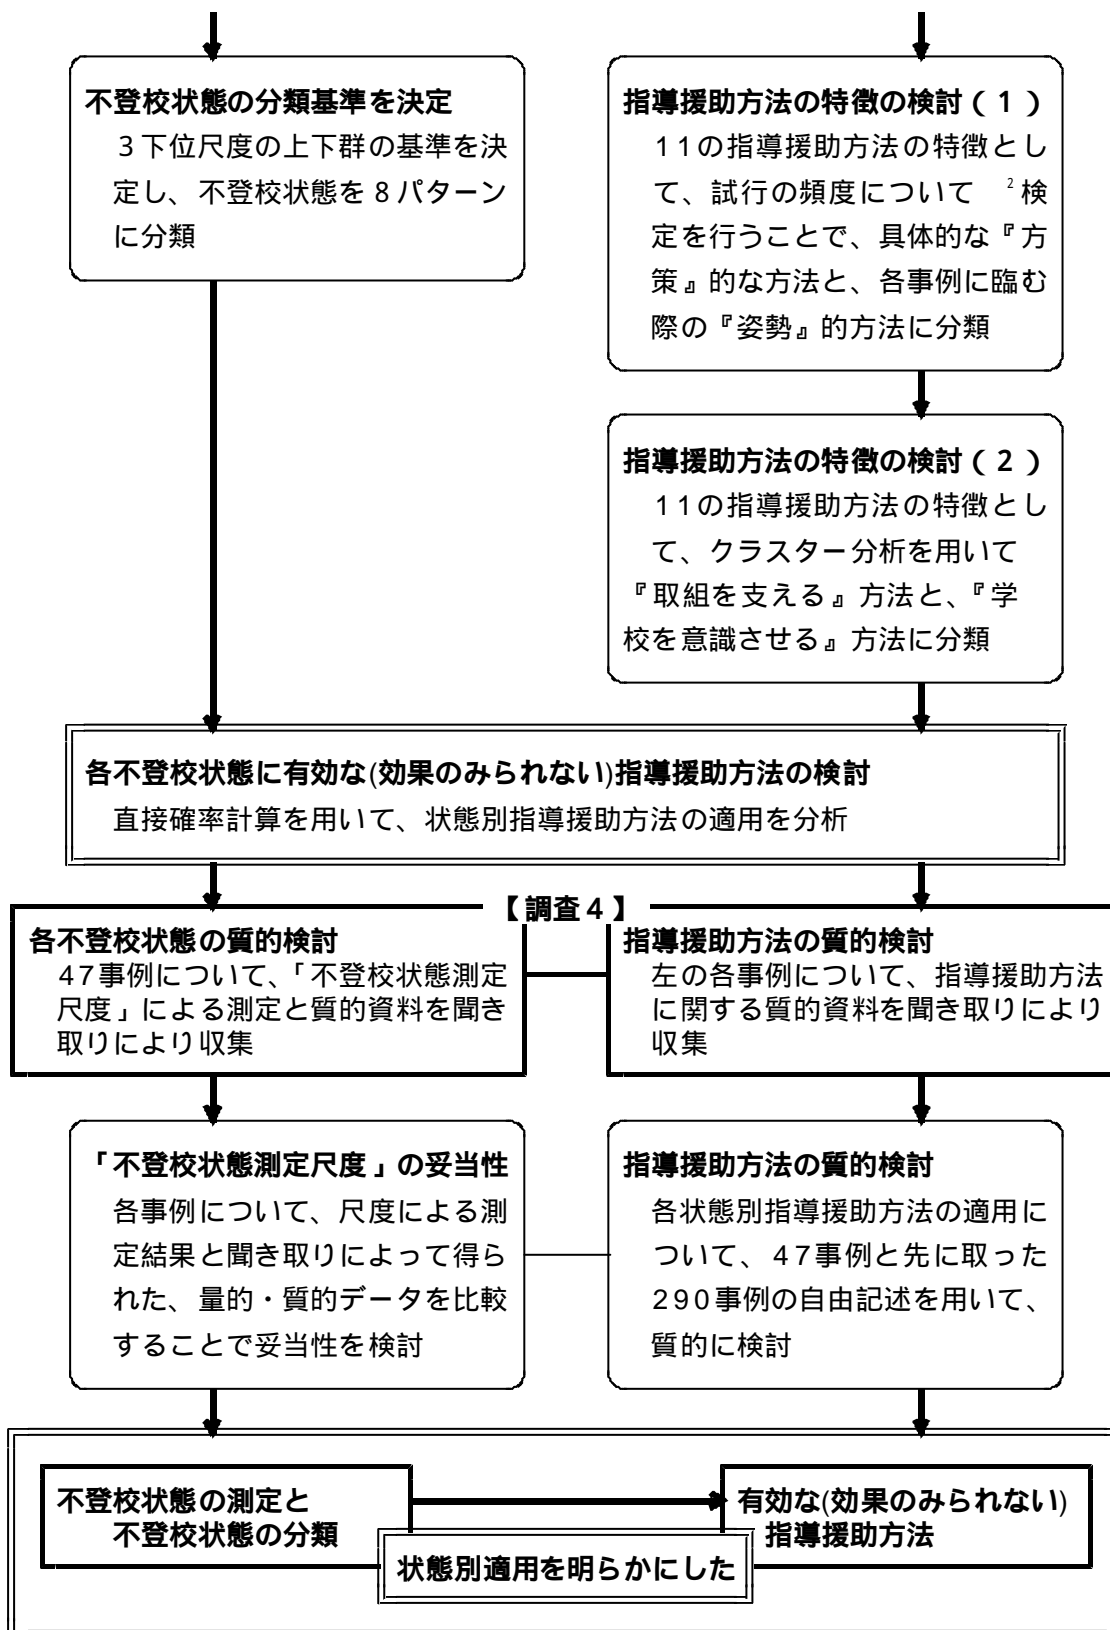 不登校状態の分類基準を決定
3下位尺度の上下群の基準を決
定し、不登校状態を8パターン
に分類
指導援助方法の特徴の検討(1)
11の指導援助方法の特徴とし
て、試行の頻度について ²検
定を行うことで、具体的な『方
策』的な方法と、各事例に臨む
際の『姿勢』的方法に分類
指導援助方法の特徴の検討(2)
11の指導援助方法の特徴とし
て、クラスター分析を用いて
『取組を支える』方法と、『学
校を意識させる』方法に分類
各不登校状態に有効な(効果のみられない)指導援助方法の検討
直接確率計算を用いて、状態別指導援助方法の適用を分析
【調査4】
各不登校状態の質的検討
47事例について、「不登校状態測定
尺度」による測定と質的資料を聞き
取りにより収集
指導援助方法の質的検討
左の各事例について、指導援助方法
に関する質的資料を聞き取りにより
収集
「不登校状態測定尺度」の妥当性
各事例について、尺度による測
定結果と聞き取りによって得ら
れた、量的・質的データを比較
することで妥当性を検討
指導援助方法の質的検討
各状態別指導援助方法の適用に
ついて、47事例と先に取った
290事例の自由記述を用いて、
質的に検討
不登校状態の測定と
不登校状態の分類
有効な(効果のみられない)
指導援助方法
状態別適用を明らかにした